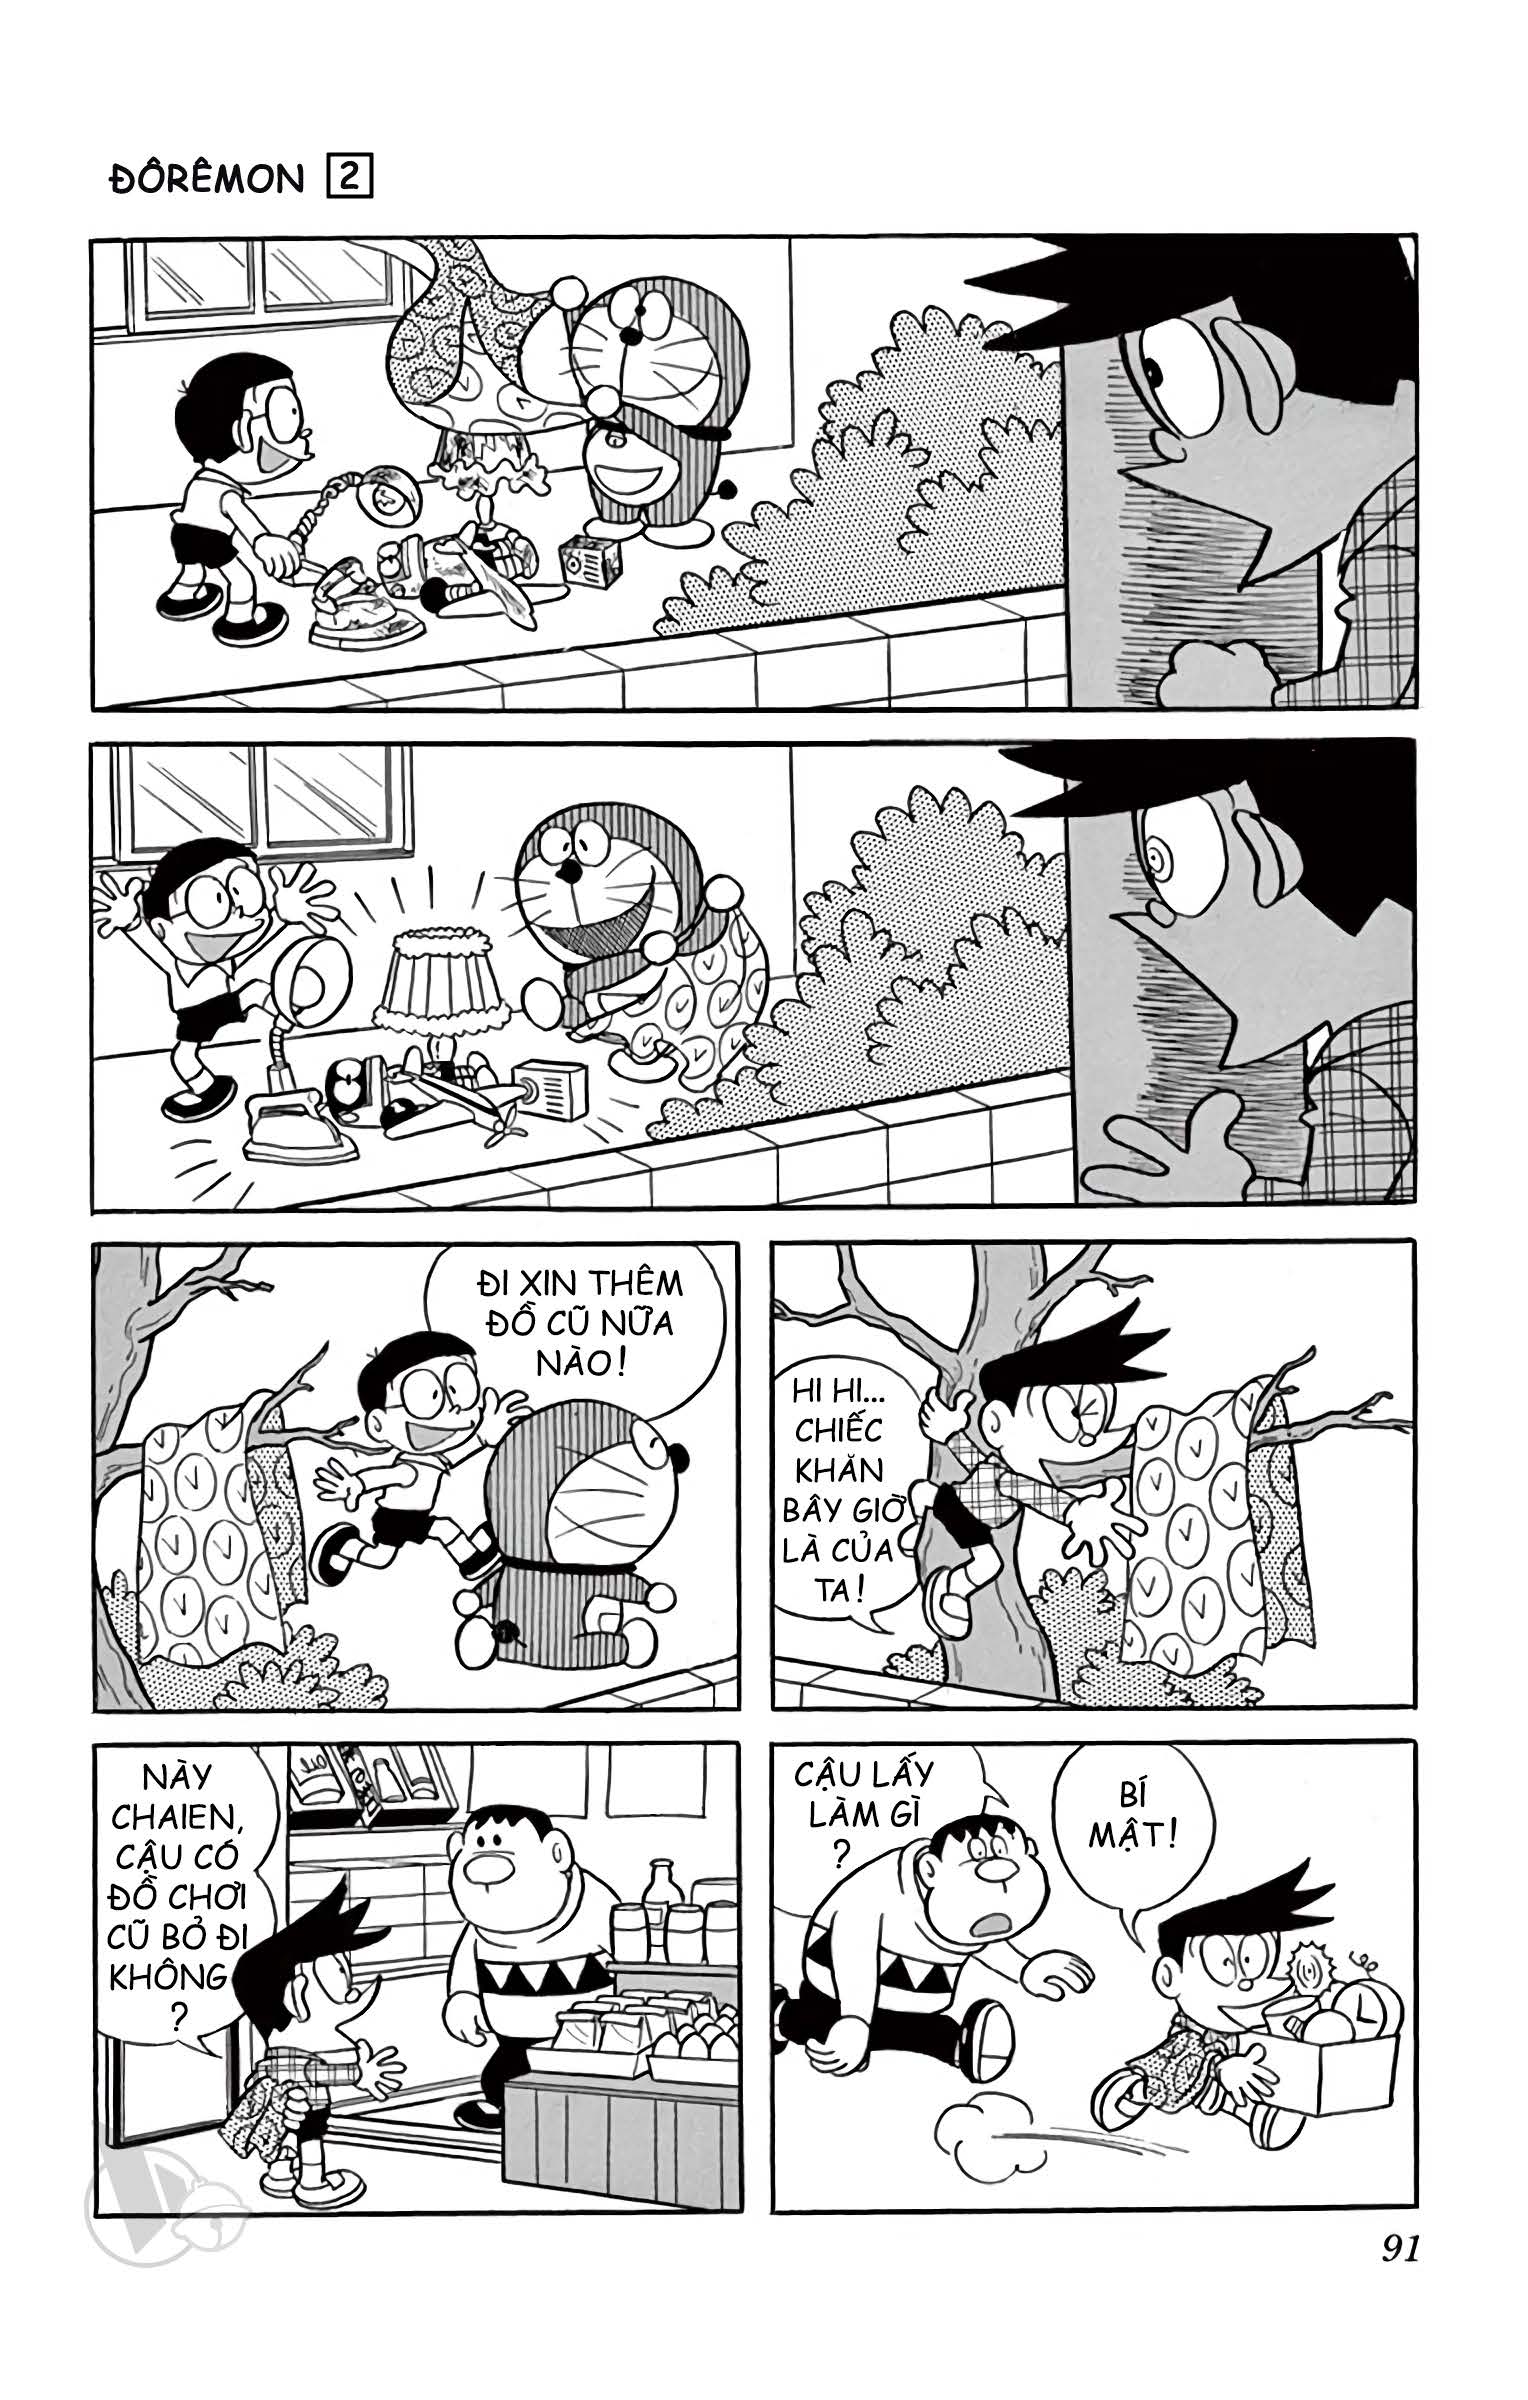 ĐÔRÊMON 2
ĐI XIN THÊM
ĐỒ CŨ NỮA
NÀO!
HI HI...
CHIẾC
KHĂN
BÂY GIỜ
LÀ CỦA
TA!
NÀY
CHAIEN,
CẬU CÓ
ĐỒ CHƠI
CŨ BỎ ĐI
KHÔNG
?
CẬU LẤY
LÀM GÌ
?
BÍ
MẬT!
91